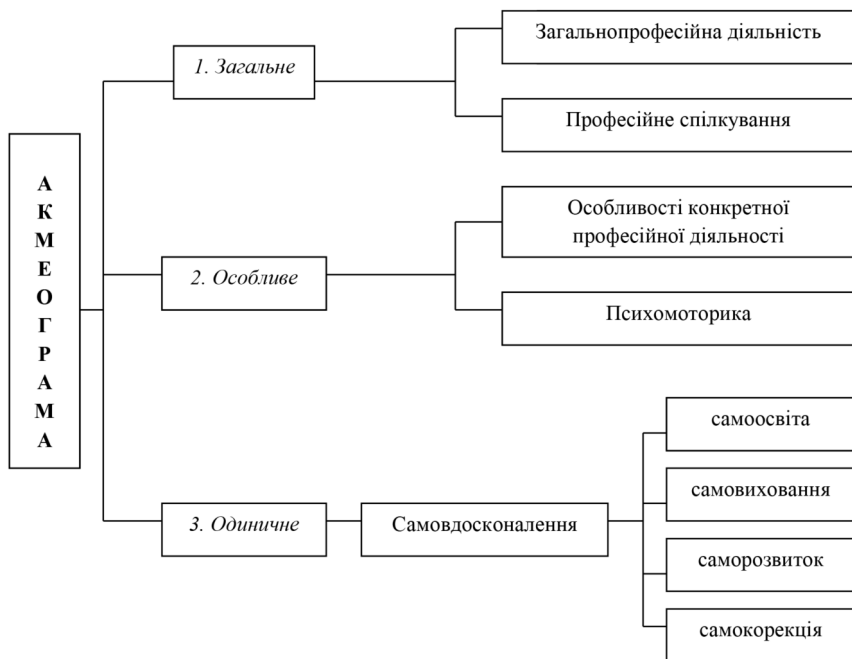 АКМЕОГРАМА
1. Загальне
Загальнопрофесійна діяльність
Професійне спілкування
2. Особливе
Особливості конкретної
професійної діяльності
Психомоторика
3. Одиничне
Самовдосконалення
самоосвіта
самовиховання
саморозвиток
самокорекція